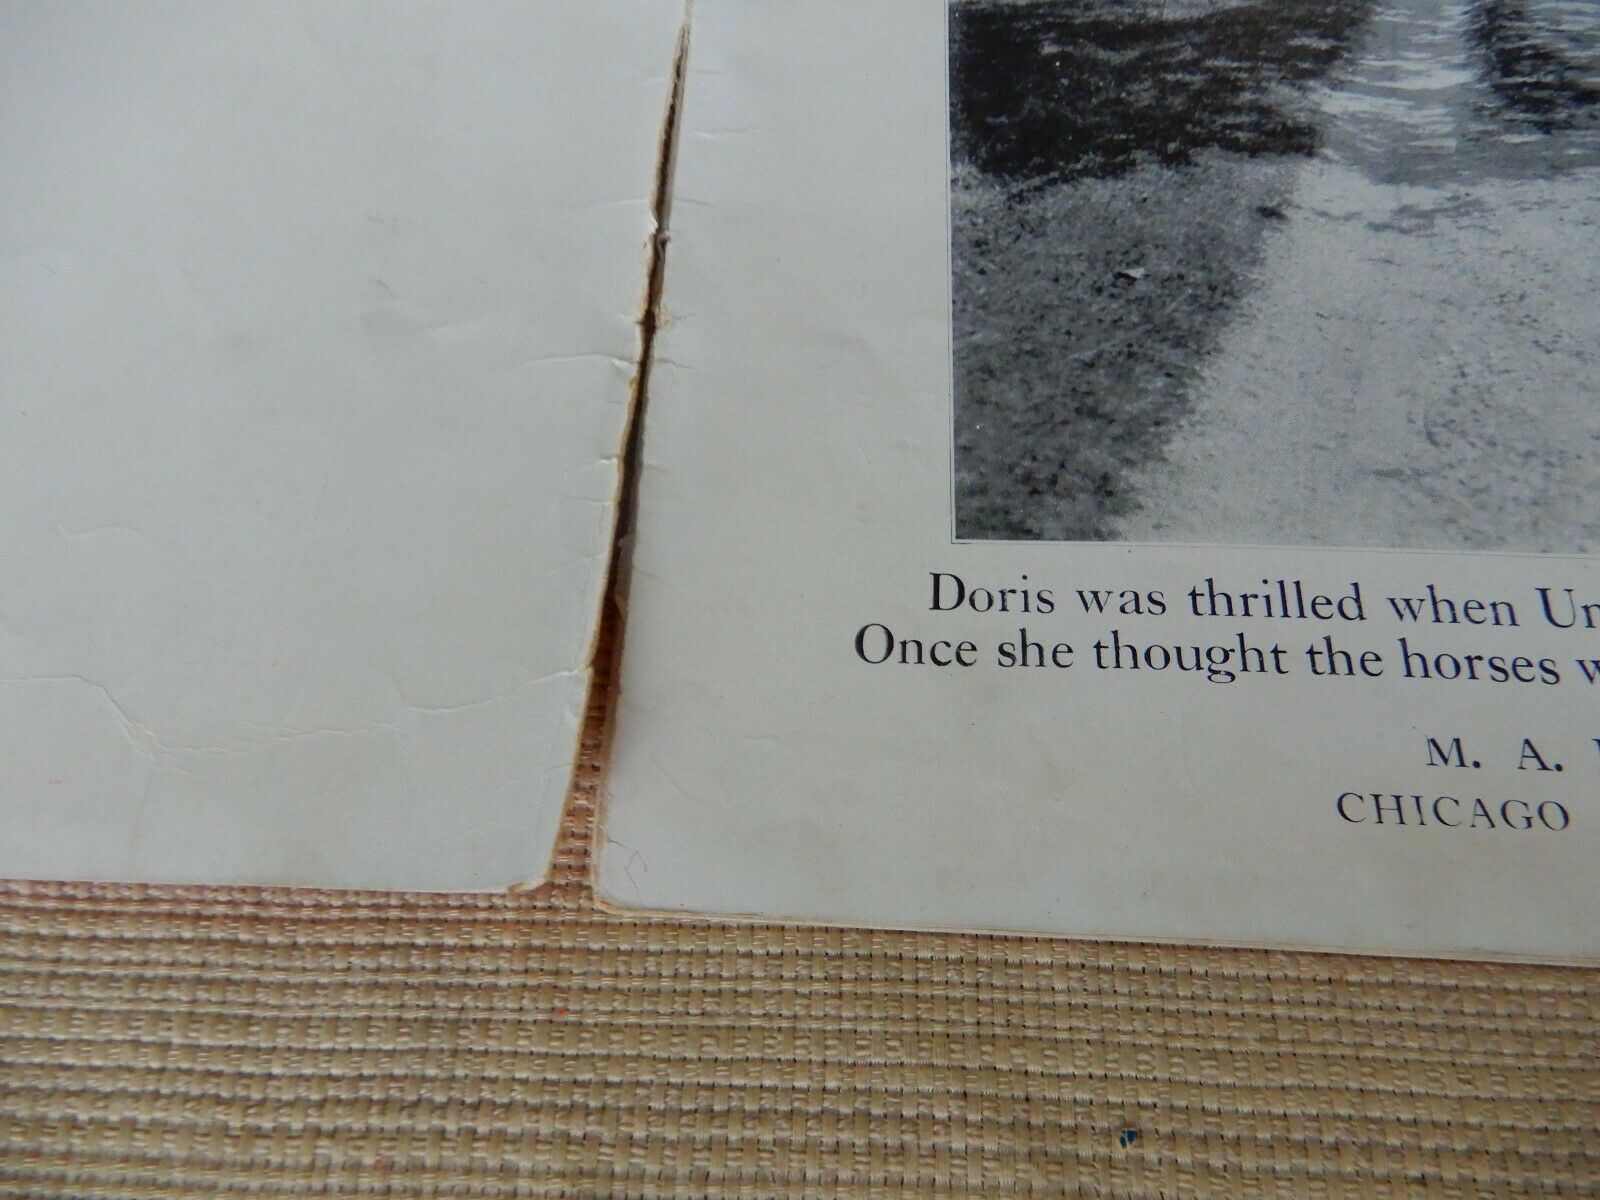 Doris was thrilled when
Once she thought the horses
M. A.
CHICAGO